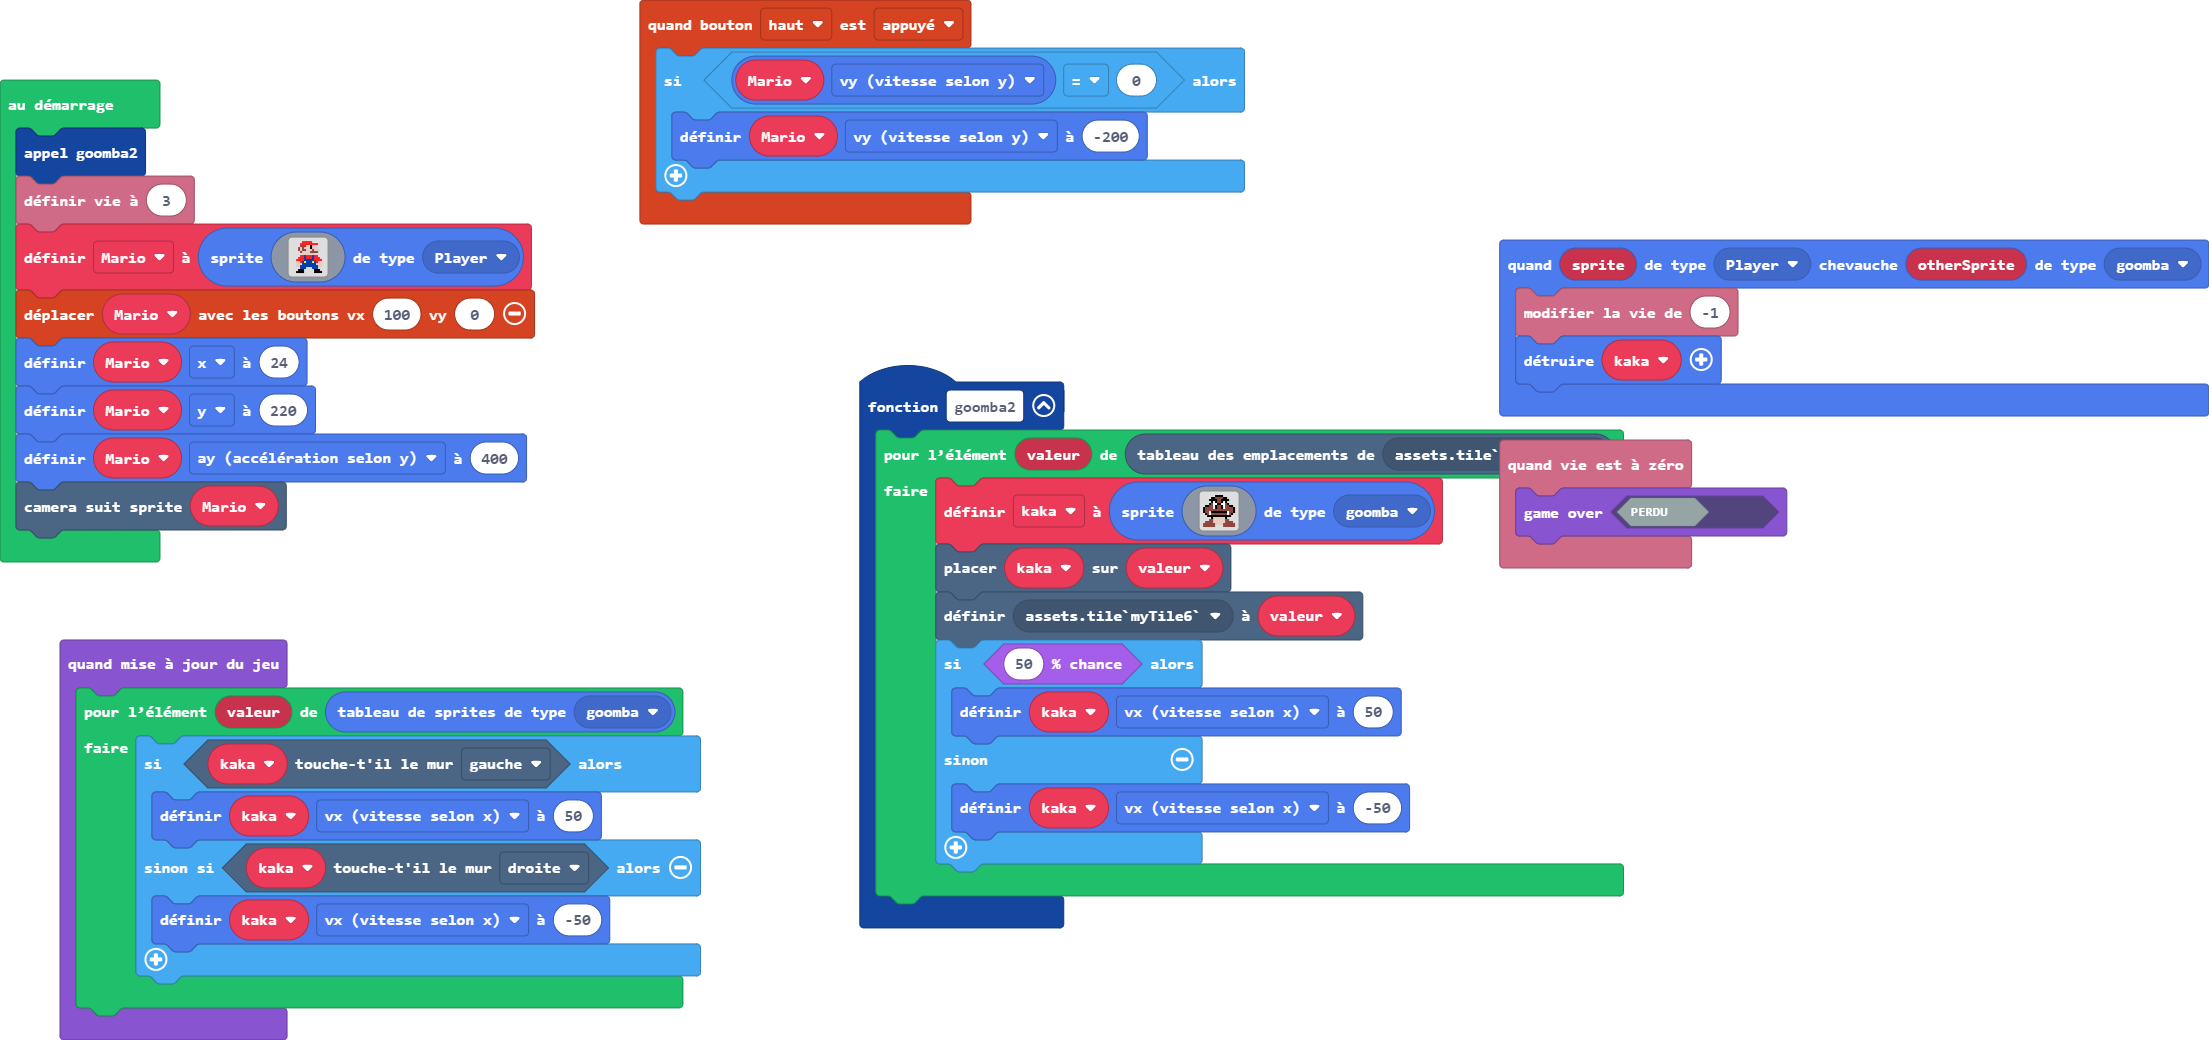 au démarrage
appel goomba2
définir vie à 3
définir Mario à sprite de type Player
déplacer Mario avec les boutons vx 100 vy 0
définir Mario x à 24
définir Mario y à 220
définir Mario ay (accélération selon y) à 400
camera suit sprite Mario
quand bouton haut est appuyé
si Mario vy (vitesse selon y) = 0 alors
définir Mario vy (vitesse selon y) à -200
quand sprite de type Player chevauche otherSprite de type goomba
modifier la vie de -1
détruire kaka
fonction goomba2
pour l'élément valeur de tableau des emplacements de assets.tile`
faire
définir kaka à sprite de type goomba
placer kaka sur valeur
définir assets.tile`myTile6` à valeur
si 50 % chance alors
définir kaka vx (vitesse selon x) à 50
sinon
définir kaka vx (vitesse selon x) à -50
quand vie est à zéro
game over PERDU
quand mise à jour du jeu
pour l'élément valeur de tableau de sprites de type goomba
faire
si kaka touche-t'il le mur gauche alors
définir kaka vx (vitesse selon x) à 50
sinon si kaka touche-t'il le mur droite alors
définir kaka vx (vitesse selon x) à -50